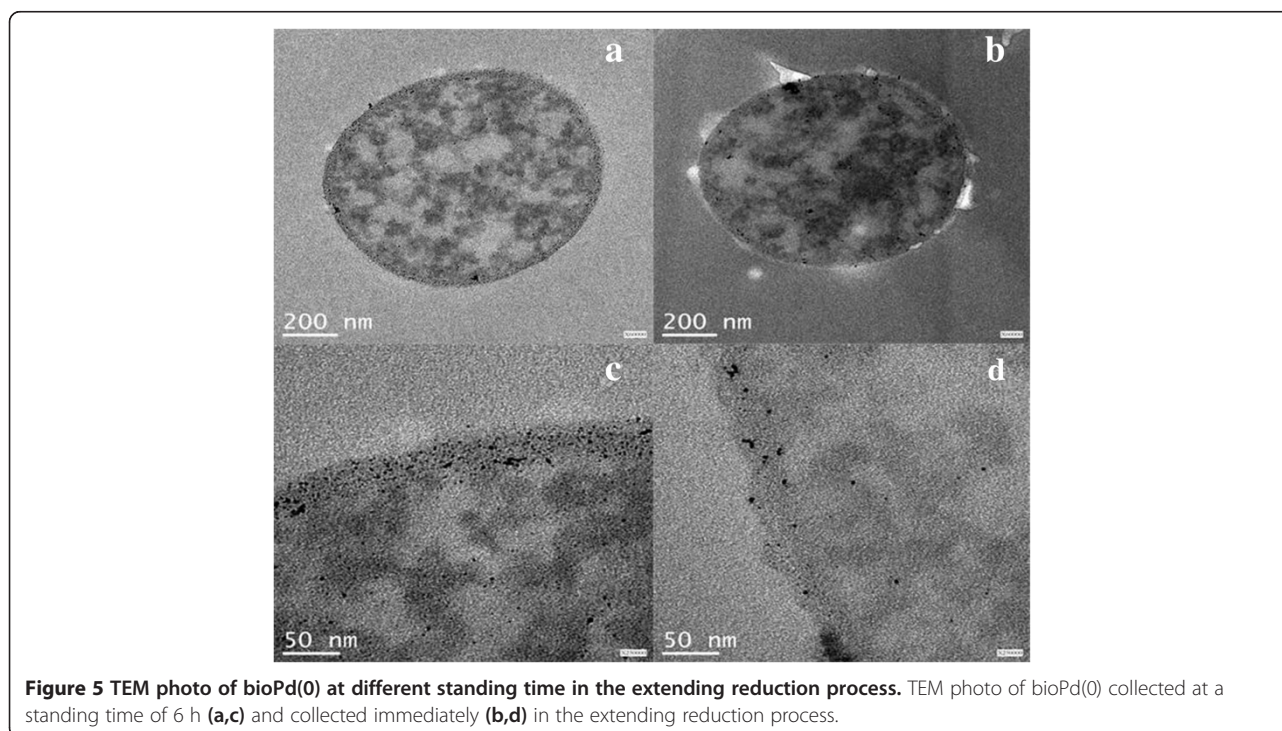 a
b
200 nm
200 nm
c
d
50 nm
50 nm
Figure 5 TEM photo of bioPd(0) at different standing time in the extending reduction process. TEM photo of bioPd(0) collected at a
standing time of 6 h (a,c) and collected immediately (b,d) in the extending reduction process.